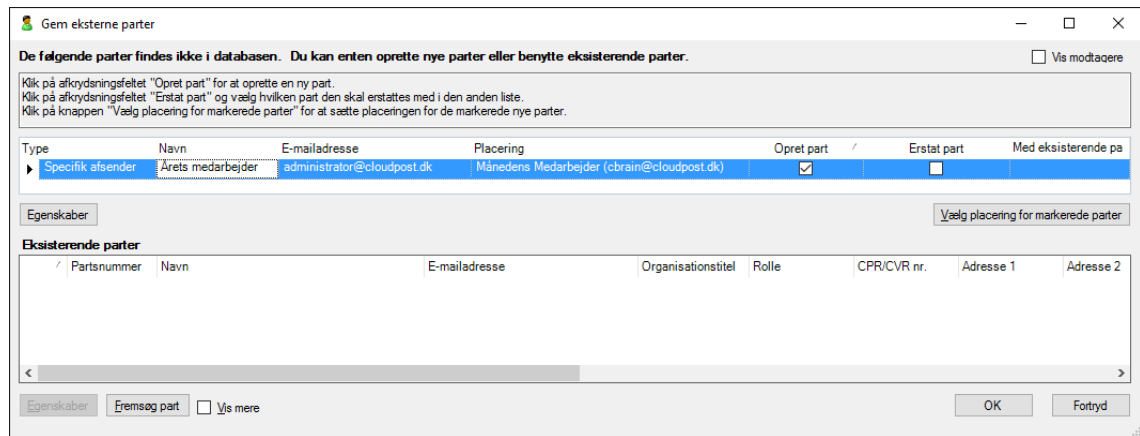 Gem eksterne parter
De følgende parter findes ikke i databasen. Du kan enten oprette nye parter eller benytte eksisterende parter.
Vis modtagere
Klik på afkrydsningsfeltet "Opret part" for at oprette en ny part.
Klik på afkrydsningsfeltet "Erstat part" og vælg hvilken part den skal erstattes med i den anden liste.
Klik på knappen "Vælg placering for markerede parter" for at sætte placeringen for de markerede nye parter.
Type Navn E-mailadresse Placering Opret part Erstat part Med eksisterende pa
Specifik afsender Årets medarbejder administrator@cloudpost.dk Månedens Medarbejder (cbrain@cloudpost.dk)
Egenskaber Vælg placering for markerede parter
Eksisterende parter
Partsnummer Navn E-mailadresse Organisationstitel Rolle CPR/CVR nr. Adresse 1 Adresse 2
Egenskaber Fremsøg part Vis mere OK Fortryd